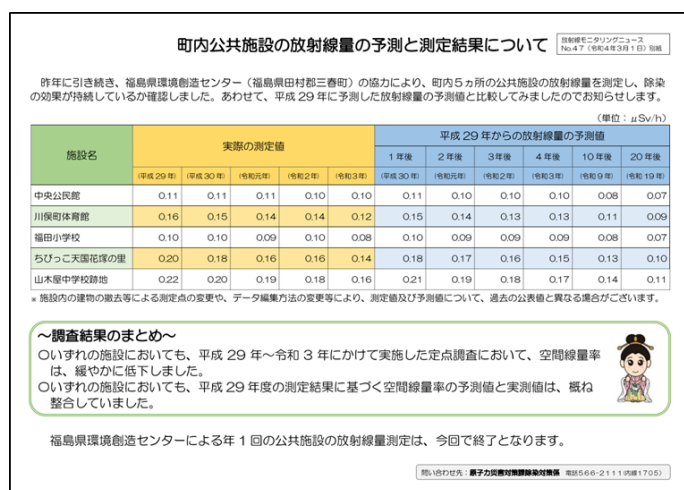 町内公共施設の放射線量の予測と測定結果について
放射線モニタリングニュース
No.47（令和4年3月1日）別紙
昨年に引き続き、福島県環境創造センター（福島県田村郡三春町）の協力により、町内5ヵ所の公共施設の放射線量を測定し、除染
の効果が持続しているか確認しました。あわせて、平成29年に予測した放射線量の予測値と比較してみましたのでお知らせします。
（単位：μSv/h）
施設名 実際の測定値 平成29年からの放射線量の予測値
1年後 2年後 3年後 4年後 10年後 20年後
(平成29年) (平成30年) (令和元年) (令和2年) (令和3年) (平成30年) (令和元年) (令和2年) (令和3年) (令和9年) (令和19年)
中央公民館 0.11 0.11 0.11 0.10 0.10 0.11 0.10 0.10 0.10 0.08 0.07
川俣町体育館 0.16 0.15 0.14 0.14 0.12 0.15 0.14 0.13 0.13 0.11 0.09
福田小学校 0.10 0.10 0.09 0.10 0.08 0.10 0.09 0.09 0.09 0.08 0.07
ちびっこ天国花塚の里 0.20 0.18 0.16 0.16 0.14 0.18 0.17 0.16 0.15 0.13 0.10
山木屋中学校跡地 0.22 0.20 0.19 0.18 0.16 0.21 0.19 0.18 0.17 0.14 0.11
※ 施設内の建物の撤去等による測定点の変更や、データ編集方法の変更等により、測定値及び予測値について、過去の公表値と異なる場合がございます。
～調査結果のまとめ～
○いずれの施設においても、平成29年～令和3年にかけて実施した定点調査において、空間線量率
は、緩やかに低下しました。
○いずれの施設においても、平成29年度の測定結果に基づく空間線量率の予測値と実測値は、概ね
整合していました。
福島県環境創造センターによる年1回の公共施設の放射線量測定は、今回で終了となります。
問い合わせ先：原子力災害対策課除染対策係 電話566-2111(内線1705)